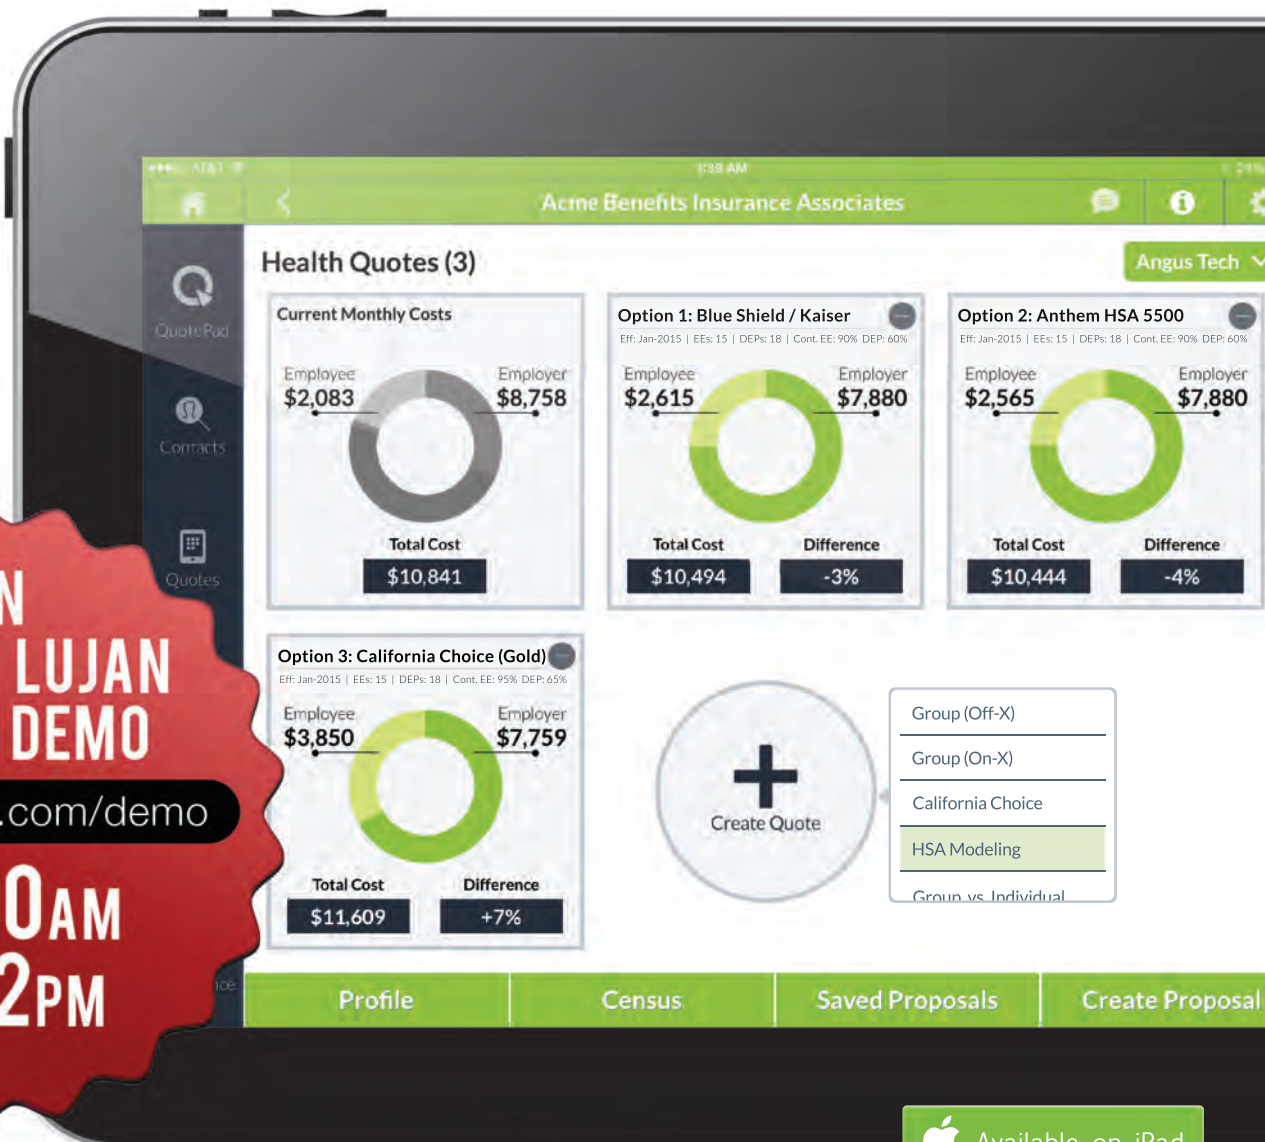 AT&T
1:39 AM
Acme Benefits Insurance Associates
Health Quotes (3)
Angus Tech
QuotePad
Contacts
Quotes
Current Monthly Costs
Employee
$2,083
Employer
$8,758
Total Cost
$10,841
Option 1: Blue Shield / Kaiser
Eff: Jan-2015 | EEs: 15 | DEPs: 18 | Cont. EE: 90% DEP: 60%
Employee
$2,615
Employer
$7,880
Total Cost
$10,494
Difference
-3%
Option 2: Anthem HSA 5500
Eff: Jan-2015 | EEs: 15 | DEPs: 18 | Cont. EE: 90% DEP: 60%
Employee
$2,565
Employer
$7,880
Total Cost
$10,444
Difference
-4%
Option 3: California Choice (Gold)
Eff: Jan-2015 | EEs: 15 | DEPs: 18 | Cont. EE: 95% DEP: 65%
Employee
$3,850
Employer
$7,759
Total Cost
$11,609
Difference
+7%
Create Quote
Group (Off-X)
Group (On-X)
California Choice
HSA Modeling
Group vs. Individual
N
LUJAN
DEMO
.com/demo
0AM
2PM
Profile
Census
Saved Proposals
Create Proposal
Available on iPad